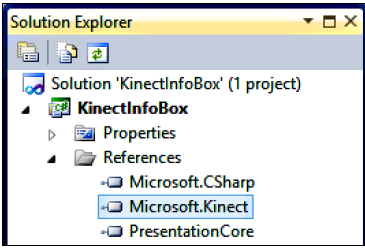 Solution Explorer
Solution 'KinectInfoBox' (1 project)
KinectInfoBox
Properties
References
Microsoft.CSharp
Microsoft.Kinect
PresentationCore